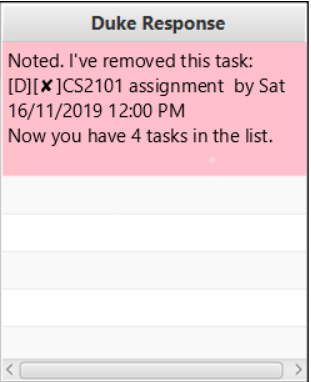 Duke Response
Noted. I've removed this task:
[D][✘]CS2101 assignment  by Sat
16/11/2019 12:00 PM
Now you have 4 tasks in the list.